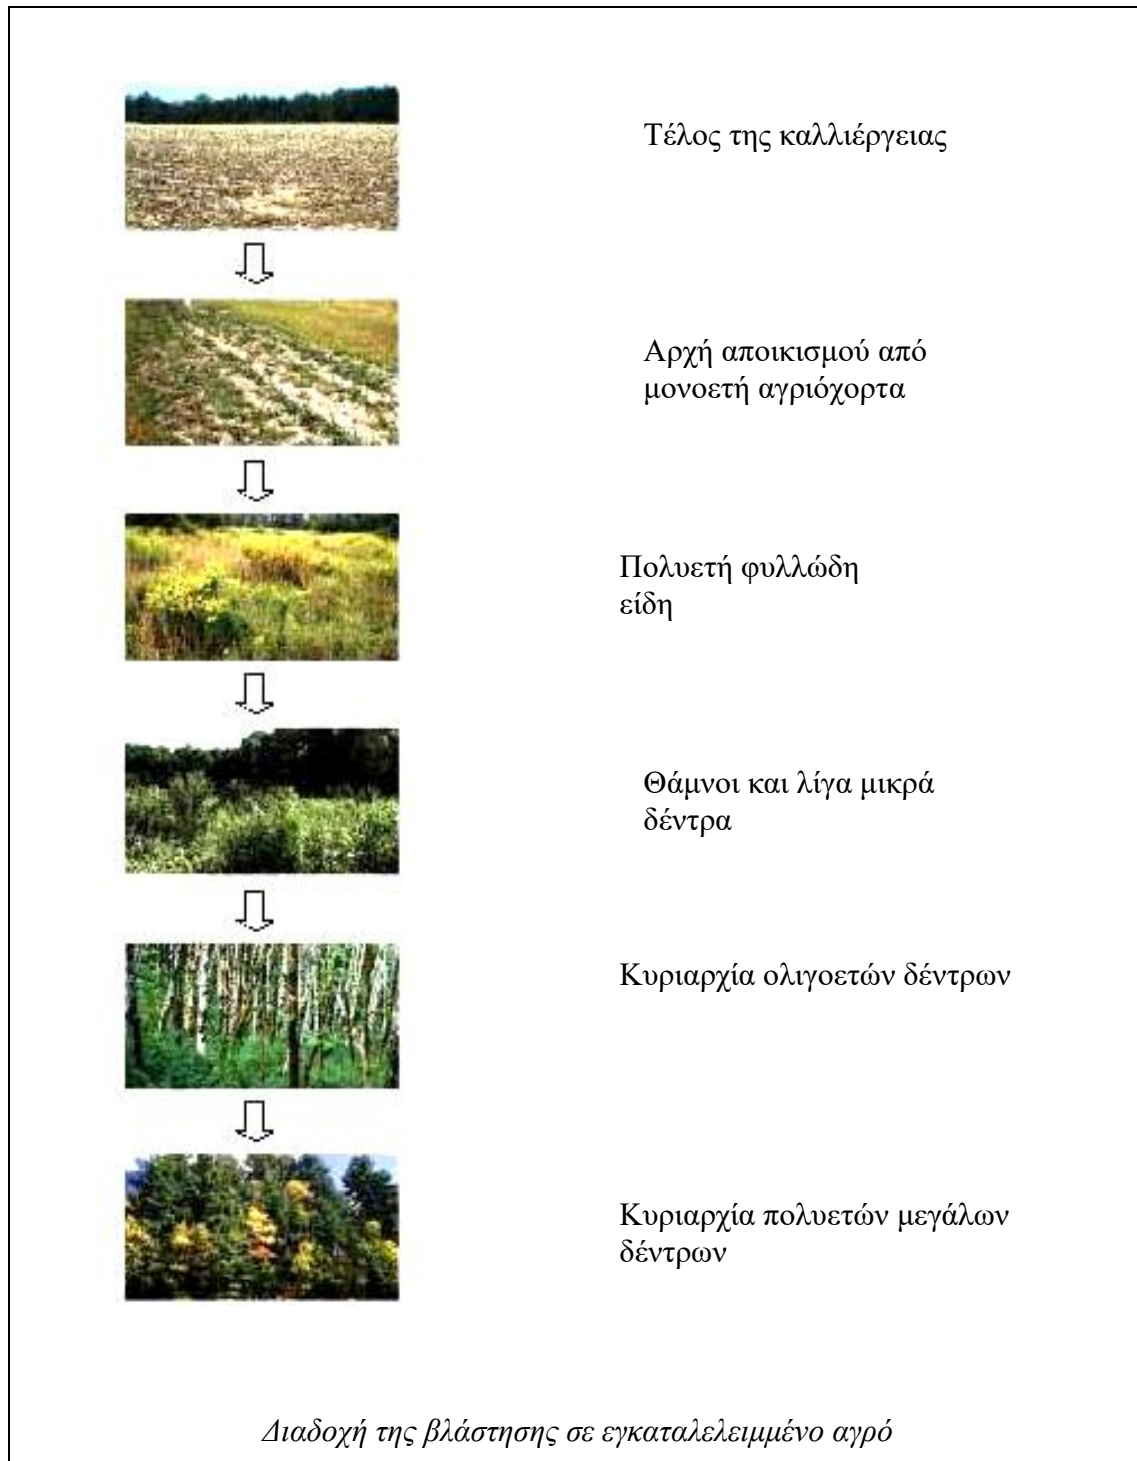 Τέλος της καλλιέργειας
Αρχή αποικισμού από
μονοετή αγριόχορτα
Πολυετή φυλλώδη
είδη
Θάμνοι και λίγα μικρά
δέντρα
Κυριαρχία ολιγοετών δέντρων
Κυριαρχία πολυετών μεγάλων
δέντρων
Διαδοχή της βλάστησης σε εγκαταλελειμμένο αγρό